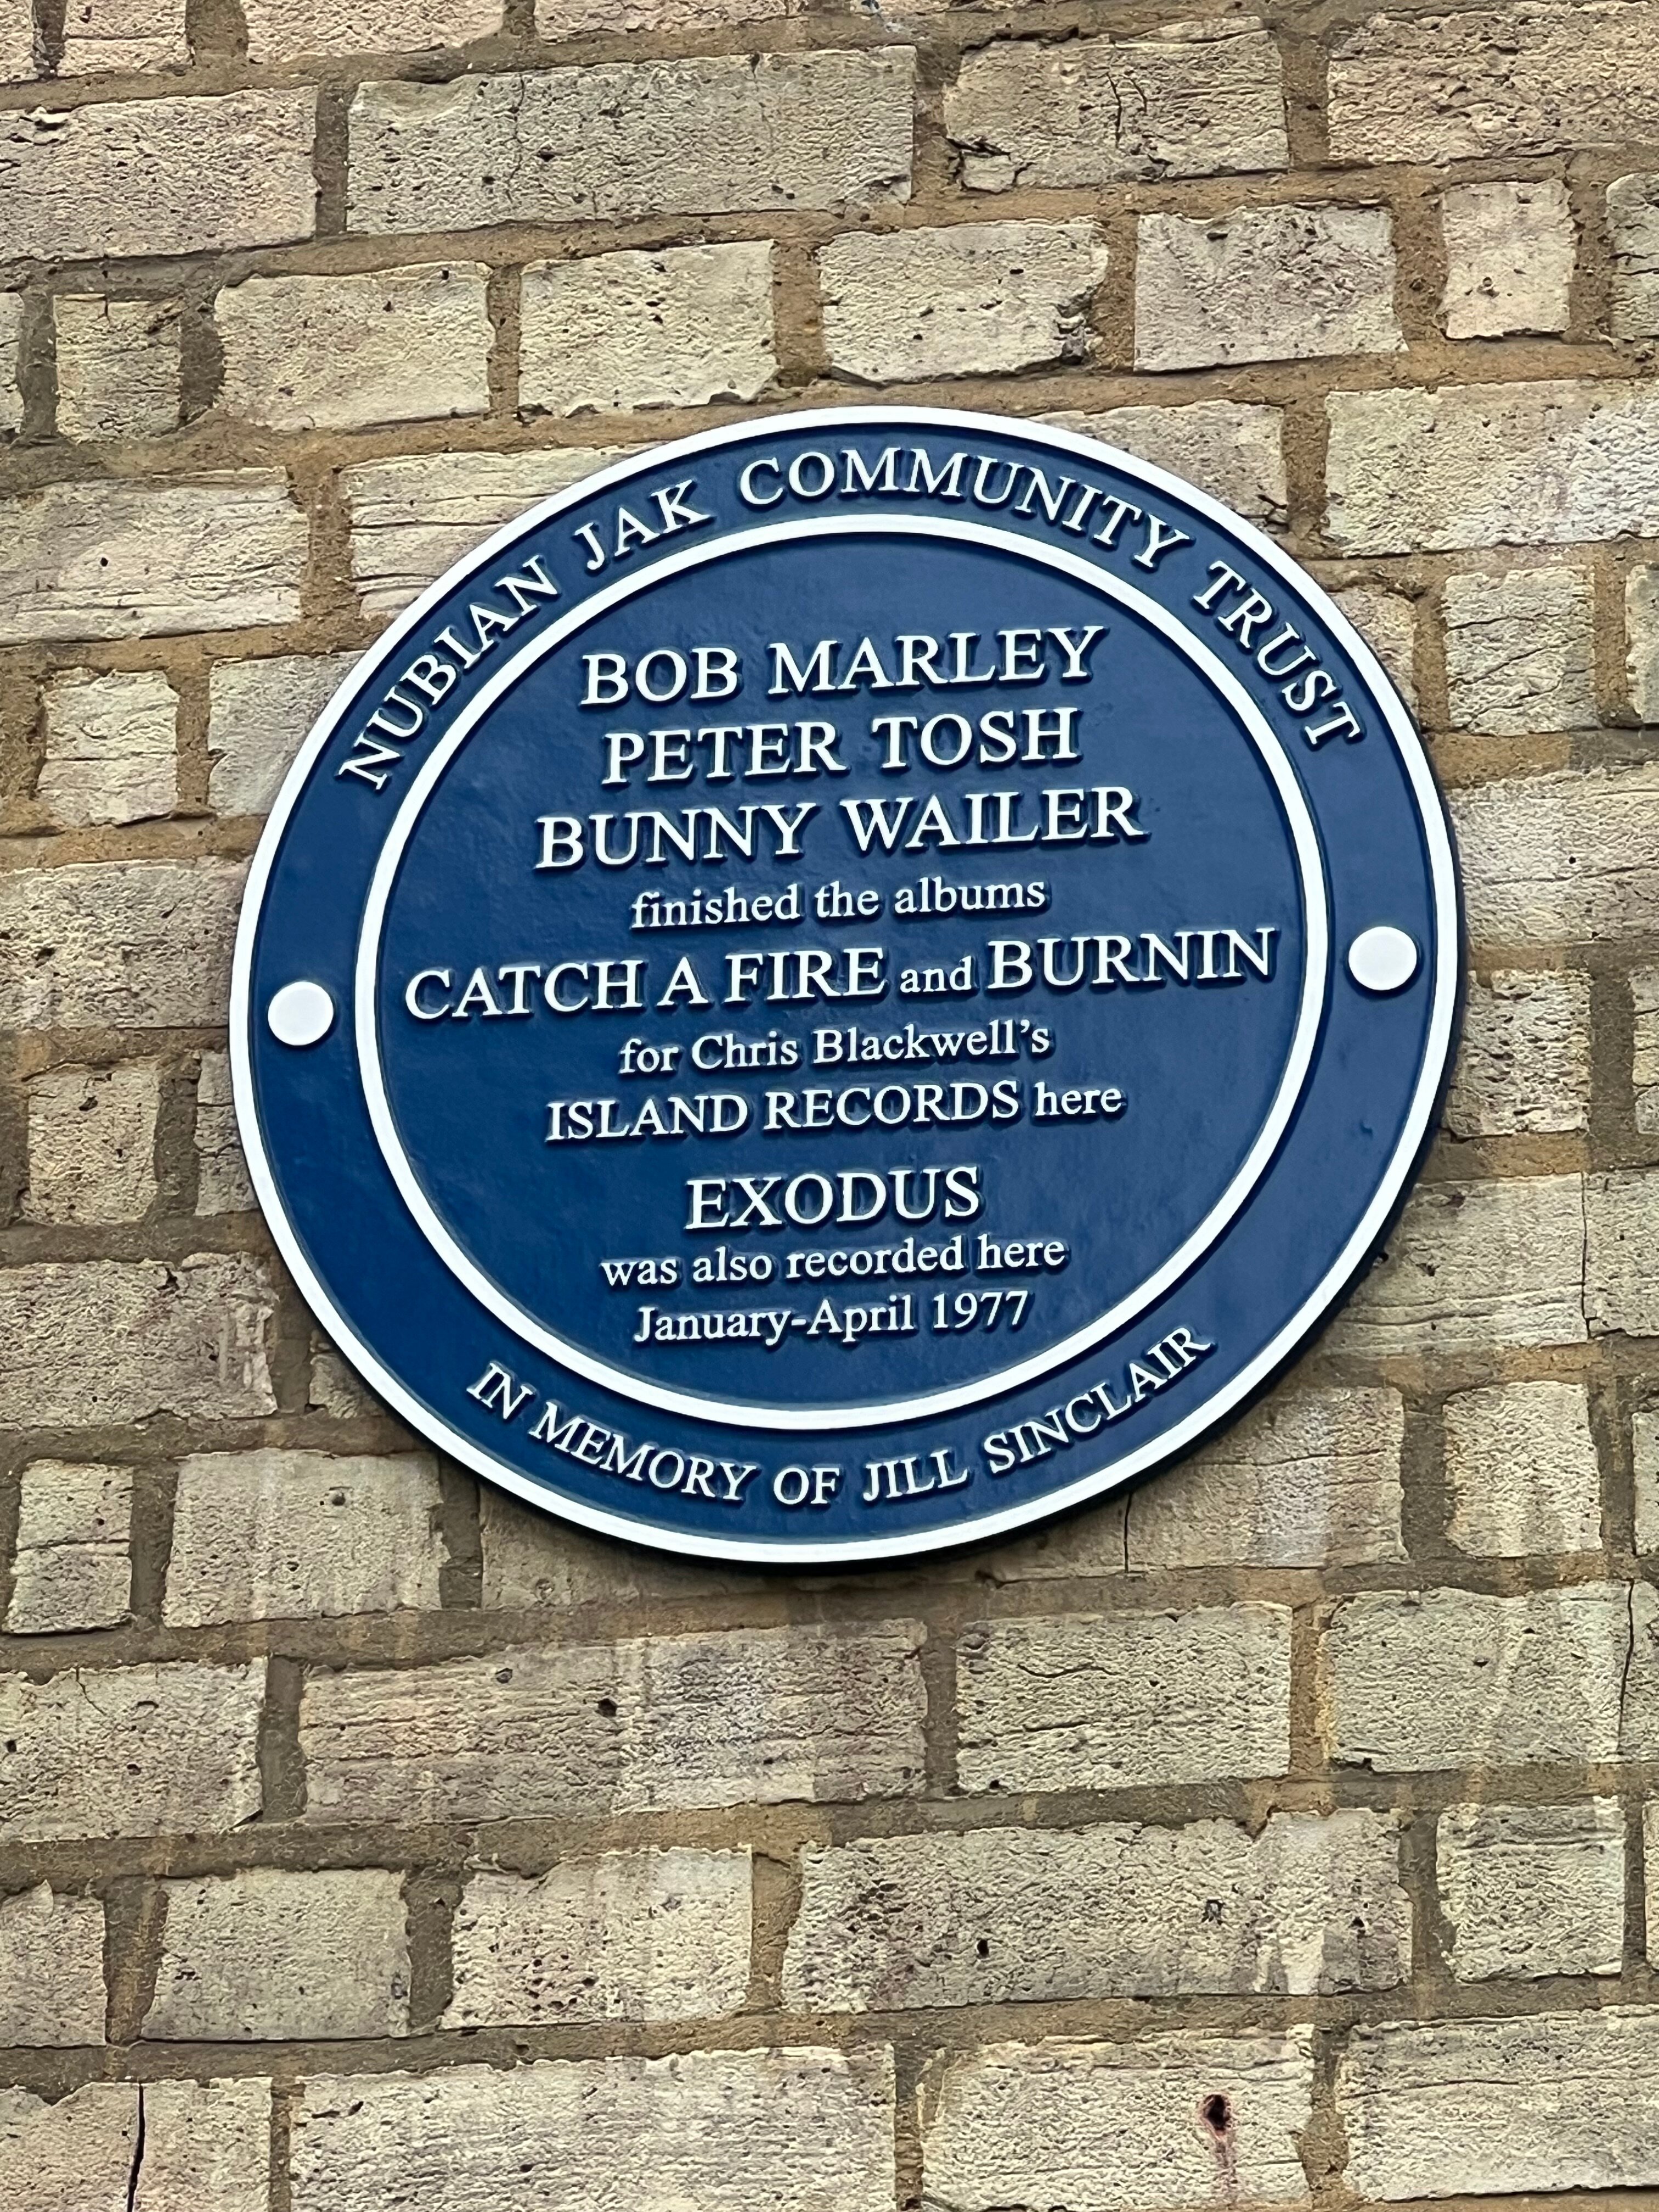 NUBIAN JAK COMMUNITY TRUST
BOB MARLEY
PETER TOSH
BUNNY WAILER
finished the albums
CATCH A FIRE and BURNIN
for Chris Blackwell's
ISLAND RECORDS here
EXODUS
was also recorded here
January-April 1977
IN MEMORY OF JILL SINCLAIR